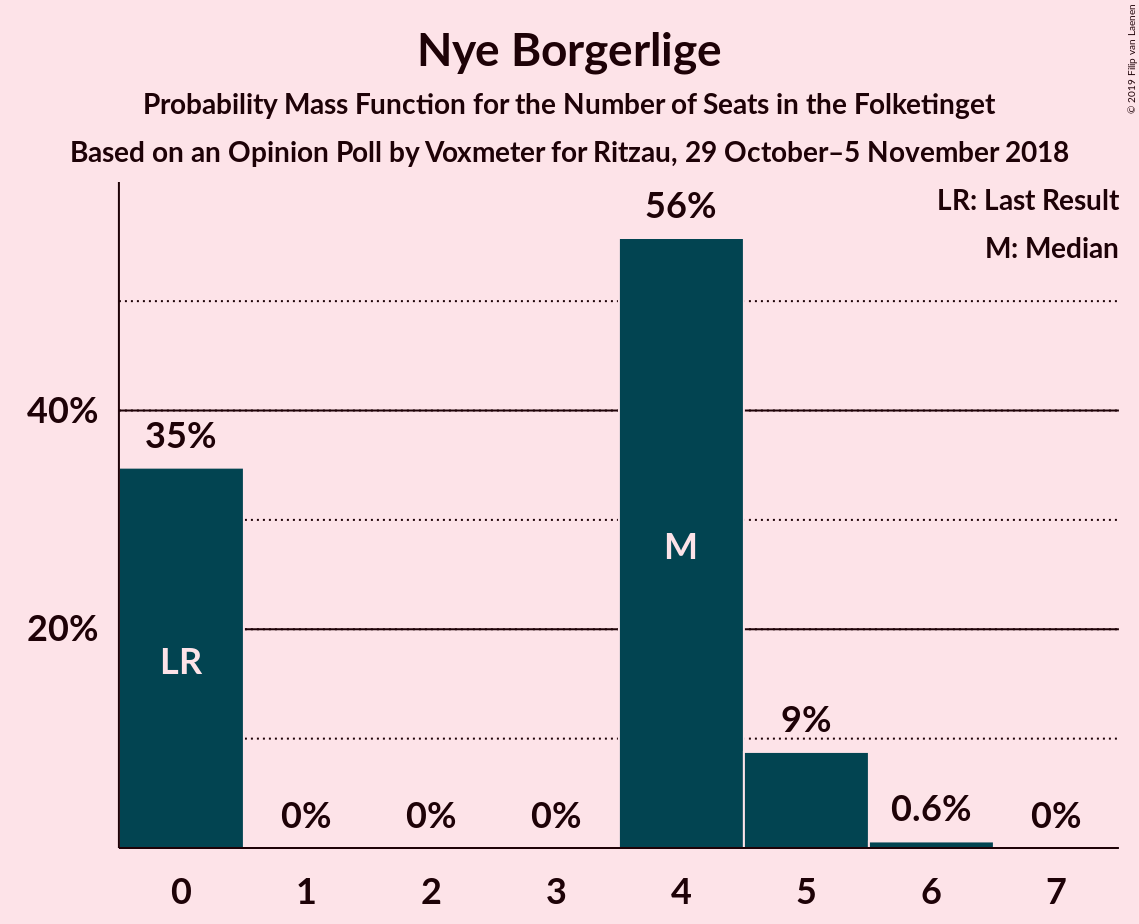 Nye Borgerlige
Probability Mass Function for the Number of Seats in the Folketinget
Based on an Opinion Poll by Voxmeter for Ritzau, 29 October–5 November 2018
© 2019 Filip van Laenen
LR: Last Result
M: Median
56%
40%
35%
M
20%
LR
9%
0%
0%
0%
0.6%
0%
0 1 2 3 4 5 6 7